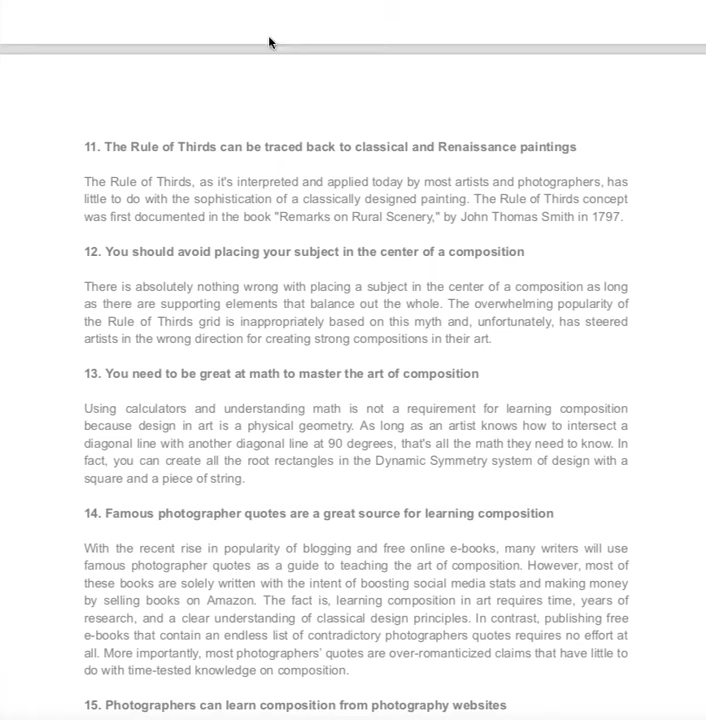 11. The Rule of Thirds can be traced back to classical and Renaissance paintings
The Rule of Thirds, as it's interpreted and applied today by most artists and photographers, has
little to do with the sophistication of a classically designed painting. The Rule of Thirds concept
was first documented in the book "Remarks on Rural Scenery," by John Thomas Smith in 1797.
12. You should avoid placing your subject in the center of a composition
There is absolutely nothing wrong with placing a subject in the center of a composition as long
as there are supporting elements that balance out the whole. The overwhelming popularity of
the Rule of Thirds grid is inappropriately based on this myth and, unfortunately, has steered
artists in the wrong direction for creating strong compositions in their art.
13. You need to be great at math to master the art of composition
Using calculators and understanding math is not a requirement for learning composition
because design in art is a physical geometry. As long as an artist knows how to intersect a
diagonal line with another diagonal line at 90 degrees, that's all the math they need to know. In
fact, you can create all the root rectangles in the Dynamic Symmetry system of design with a
square and a piece of string.
14. Famous photographer quotes are a great source for learning composition
With the recent rise in popularity of blogging and free online e-books, many writers will use
famous photographer quotes as a guide to teaching the art of composition. However, most of
these books are solely written with the intent of boosting social media stats and making money
by selling books on Amazon. The fact is, learning composition in art requires time, years of
research, and a clear understanding of classical design principles. In contrast, publishing free
e-books that contain an endless list of contradictory photographers quotes requires no effort at
all. More importantly, most photographers' quotes are over-romanticized claims that have little to
do with time-tested knowledge on composition.
15. Photographers can learn composition from photography websites